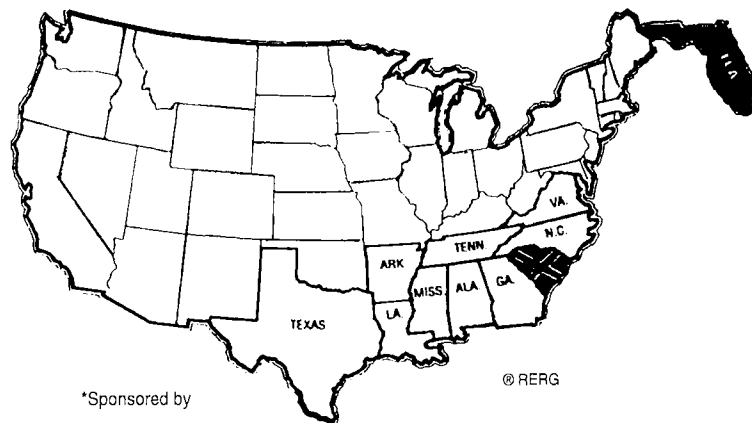 FLA
VA.
N.C.
TENN.
ARK
MISS.
ALA.
GA.
LA.
TEXAS
*Sponsored by
® RERG